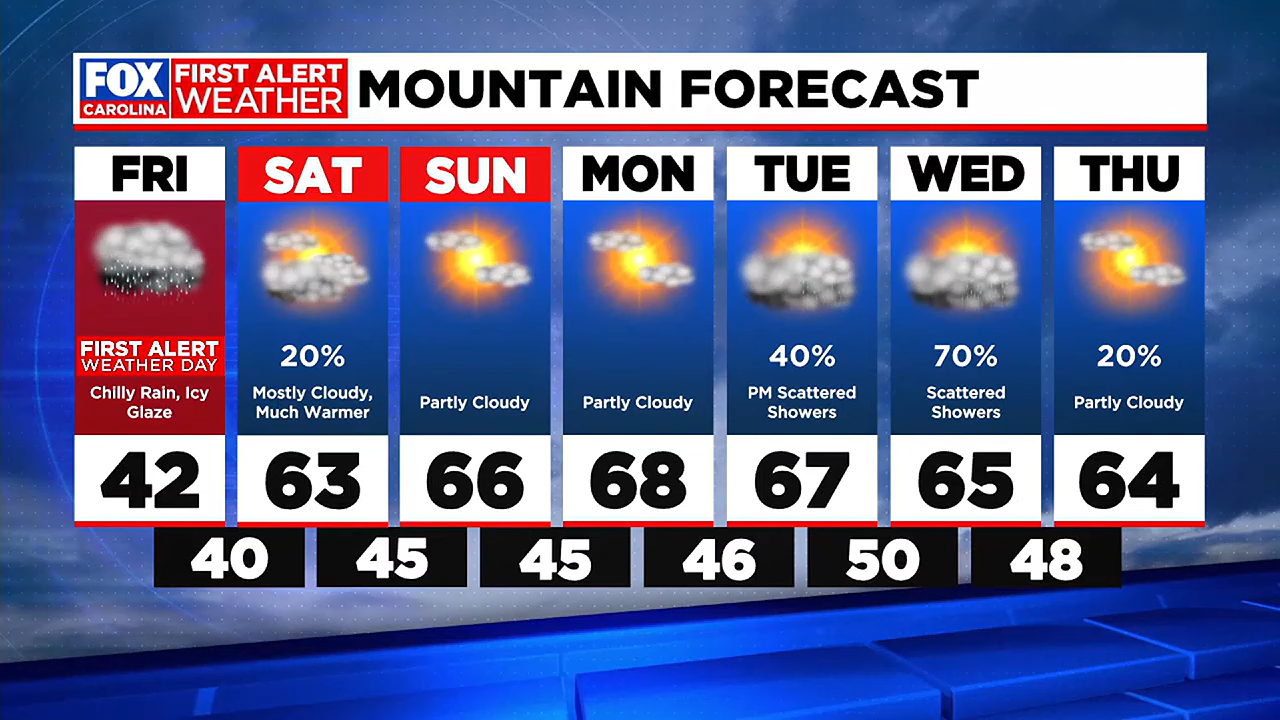 FOX
CAROLINA
FIRST ALERT
WEATHER
MOUNTAIN FORECAST
FRI
FIRST ALERT
WEATHER DAY
Chilly Rain, Icy
Glaze
42
SAT
20%
Mostly Cloudy,
Much Warmer
63
SUN
Partly Cloudy
66
MON
Partly Cloudy
68
TUE
40%
PM Scattered
Showers
67
WED
70%
Scattered
Showers
65
THU
20%
Partly Cloudy
64
40
45
45
46
50
48